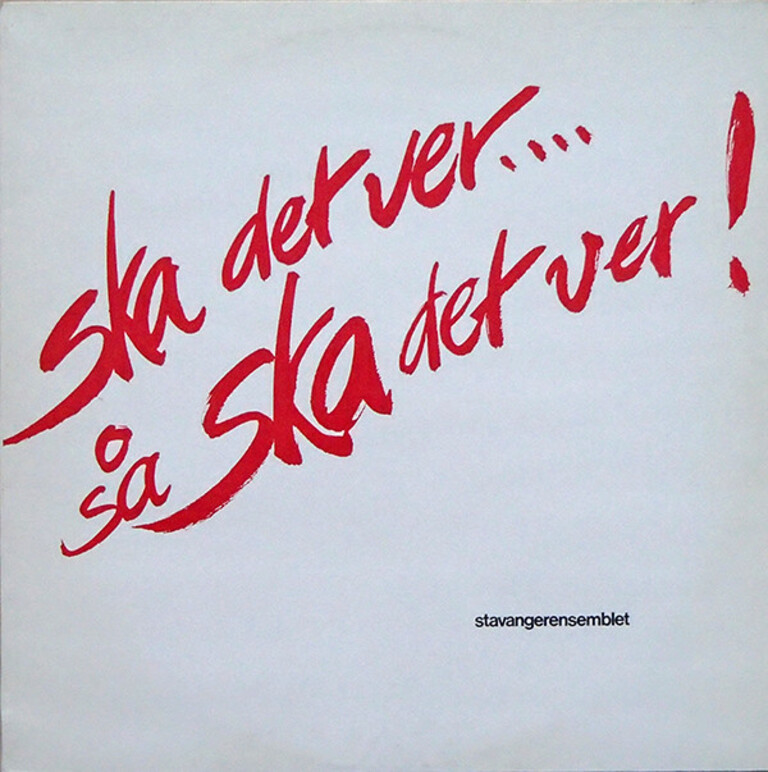 ska det ver....
så ska det ver!
stavangerensemblet